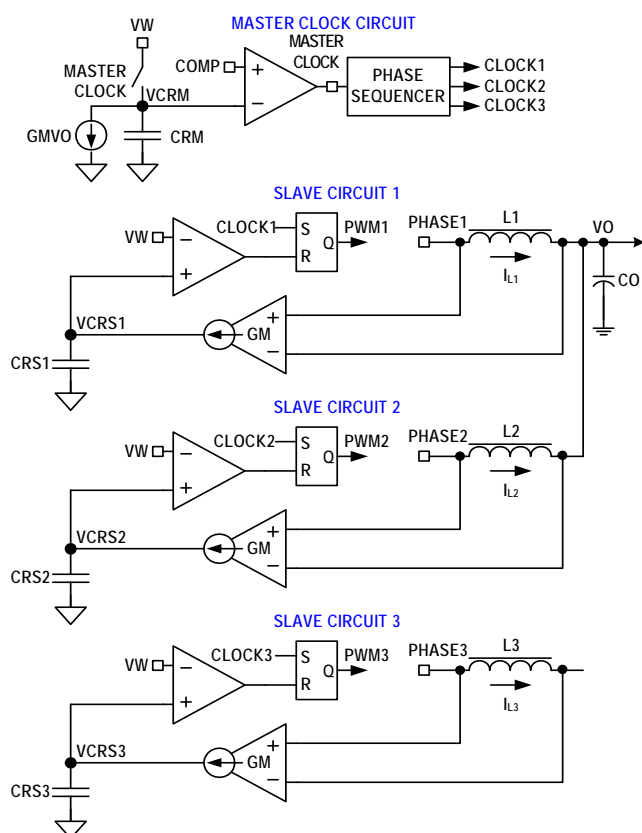 MASTER CLOCK CIRCUIT
VW
MASTER
CLOCK
MASTER
CLOCK
COMP
+
−
VCRM
GMVO
CRM
PHASE
SEQUENCER
CLOCK1
CLOCK2
CLOCK3
SLAVE CIRCUIT 1
VW
−
+
CLOCK1
S
R
Q
PWM1
PHASE1
L1
IL1
VO
CO
VCRS1
CRS1
GM
+
−
SLAVE CIRCUIT 2
VW
−
+
CLOCK2
S
R
Q
PWM2
PHASE2
L2
IL2
VCRS2
CRS2
GM
+
−
SLAVE CIRCUIT 3
VW
−
+
CLOCK3
S
R
Q
PWM3
PHASE3
L3
IL3
VCRS3
CRS3
GM
+
−